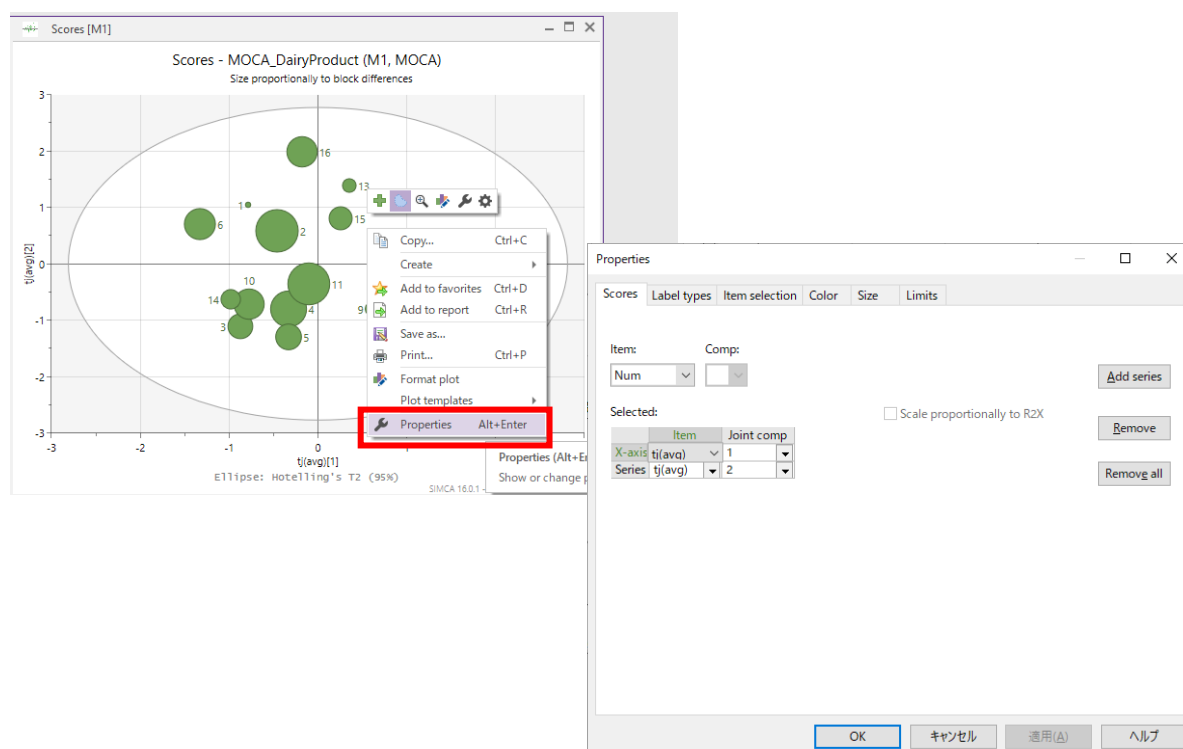 Scores [M1]
Scores - MOCA_DairyProduct (M1, MOCA)
Size proportionally to block differences
3
2
1
0
-1
-2
-3
tj(avg)[2]
16
13
1
15
6
2
10
11
14
4
9
3
5
-3
-2
-1
0
tj(avg)[1]
Ellipse: Hotelling's T2 (95%)
SIMCA 16.0.1 -
Copy... Ctrl+C
Create
Add to favorites Ctrl+D
Add to report Ctrl+R
Save as...
Print... Ctrl+P
Format plot
Plot templates
Properties Alt+Enter
Properties (Alt+E
Show or change
Properties
Scores Label types Item selection Color Size Limits
Item: Comp:
Num
Add series
Selected:
Scale proportionally to R2X
Remove
Item Joint comp
X-axis tj(avg) 1
Series tj(avg) 2
Remove all
OK キャンセル 適用(A) ヘルプ